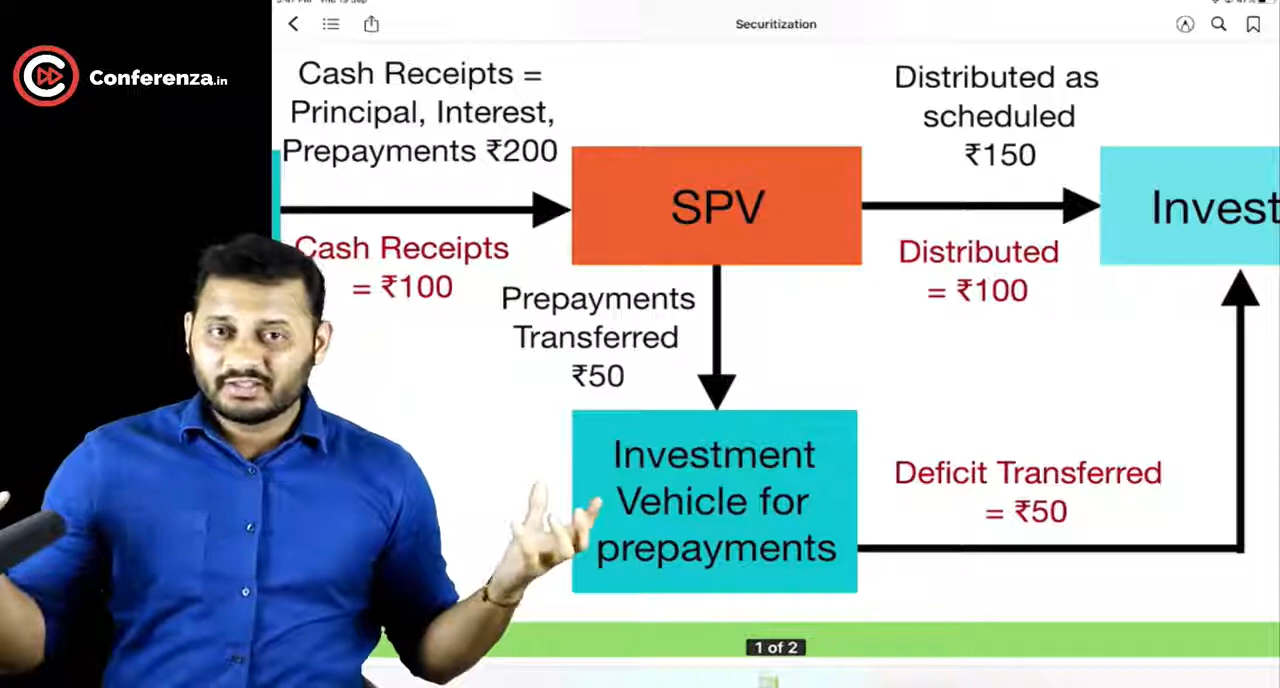 Securitization
Conferenza.in
Cash Receipts =
Principal, Interest,
Prepayments ₹200
Distributed as
scheduled
₹150
SPV
Invest
Cash Receipts
= ₹100
Distributed
= ₹100
Prepayments
Transferred
₹50
Investment
Vehicle for
prepayments
Deficit Transferred
= ₹50
1 of 2